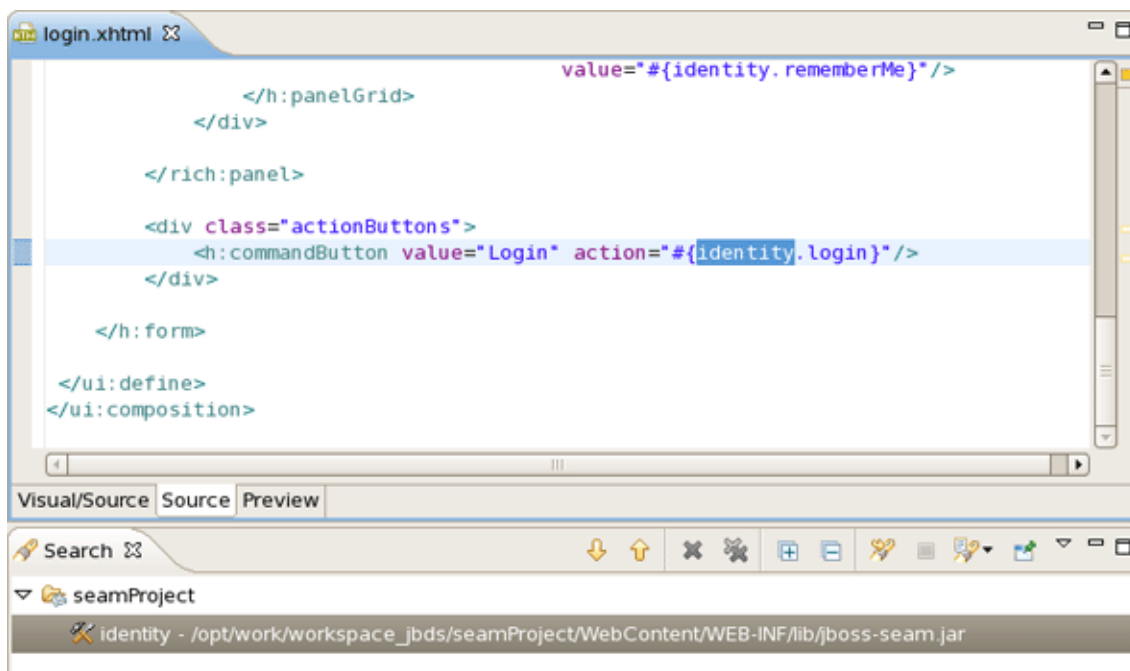 login.xhtml
value="#{identity.rememberMe}"/>
</h:panelGrid>
</div>
</rich:panel>
<div class="actionButtons">
<h:commandButton value="Login" action="#{identity.login}"/>
</div>
</h:form>
</ui:define>
</ui:composition>
Visual/Source Source Preview
Search
seamProject
identity - /opt/work/workspace_jbds/seamProject/WebContent/WEB-INF/lib/jboss-seam.jar